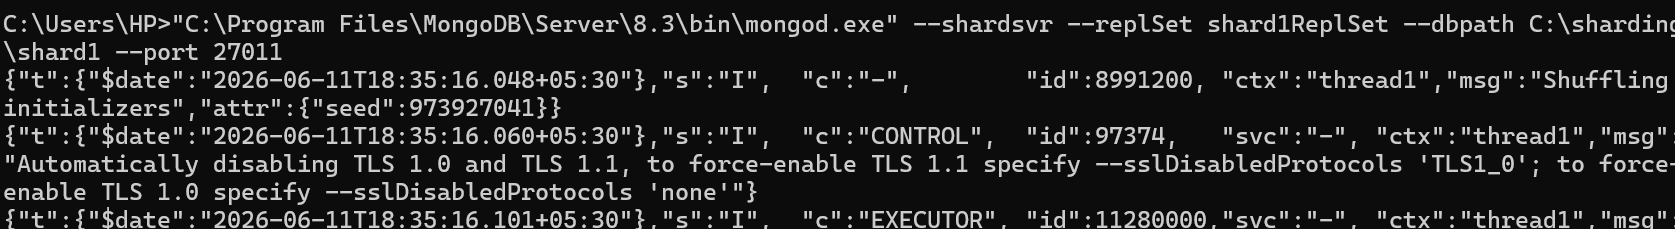 C:\Users\HP>"C:\Program Files\MongoDB\Server\8.3\bin\mongod.exe" --shardsvr --replSet shard1ReplSet --dbpath C:\sharding
\shard1 --port 27011
{"t":{"$date":"2026-06-11T18:35:16.048+05:30"},"s":"I",  "c":"-",        "id":8991200, "ctx":"thread1","msg":"Shuffling
initializers","attr":{"seed":973927041}}
{"t":{"$date":"2026-06-11T18:35:16.060+05:30"},"s":"I",  "c":"CONTROL",  "id":97374,   "svc":"-", "ctx":"thread1","msg":
"Automatically disabling TLS 1.0 and TLS 1.1, to force-enable TLS 1.1 specify --sslDisabledProtocols 'TLS1_0'; to force-
enable TLS 1.0 specify --sslDisabledProtocols 'none'"}
{"t":{"$date":"2026-06-11T18:35:16.101+05:30"},"s":"I",  "c":"EXECUTOR", "id":11280000,"svc":"-", "ctx":"thread1","msg":